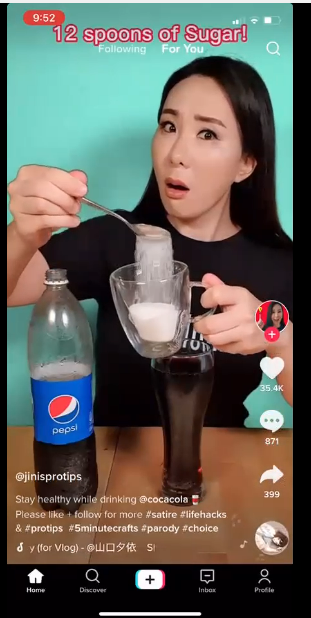 9:52
12 spoons of Sugar!
Following For You
pepsi
35.4K
871
399
@jinisprotips
Stay healthy while drinking @cocacola
Please like + follow for more #satire #lifehacks
& #protips #5minutecrafts #parody #choice
y (for Vlog) - @山口夕依
Home Discover Inbox Profile